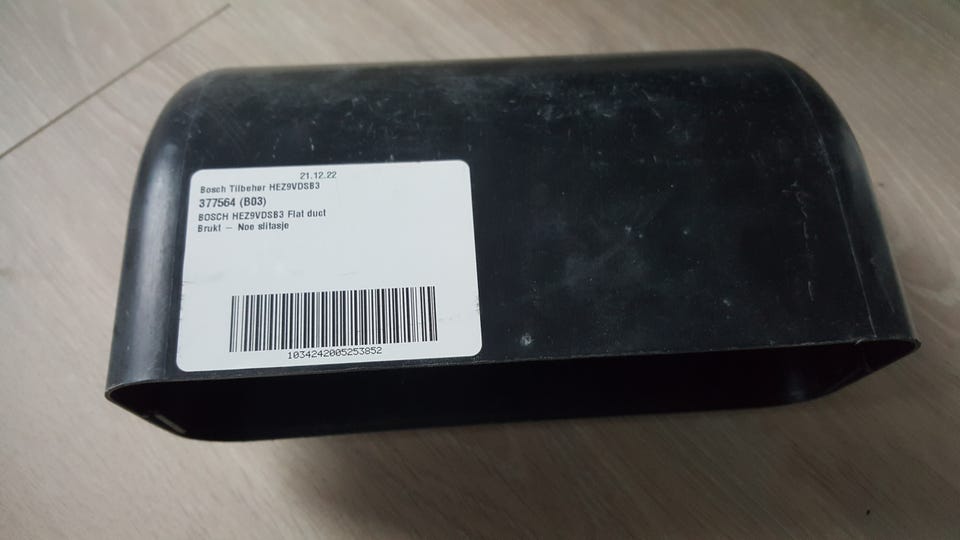 21.12.22
Bosch Tilbehør HEZ9VDSB3
377564 (B03)
BOSCH HEZ9VDSB3 Flat duct
Brukt – Noe slitasje
1034242005253852